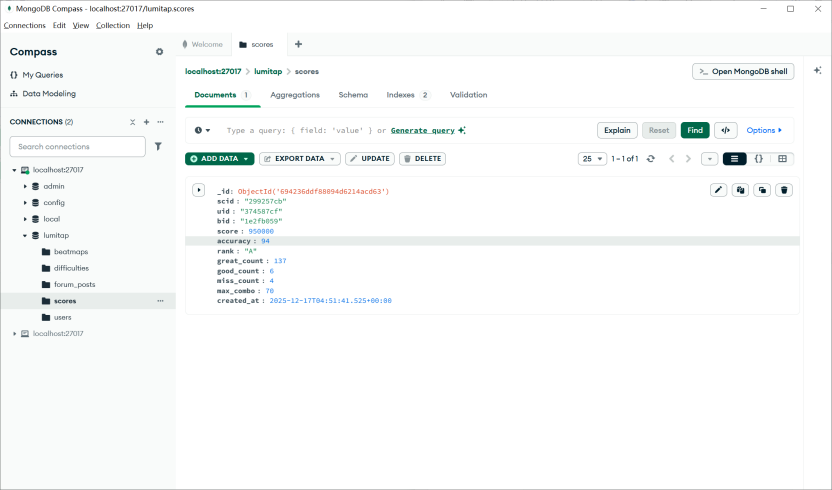 MongoDB Compass - localhost:27017/lumitap.scores
Connections Edit View Collection Help
Compass
My Queries
Data Modeling
CONNECTIONS (2)
Search connections
localhost:27017
admin
config
local
lumitap
beatmaps
difficulties
forum_posts
scores
users
localhost:27017
Welcome
scores
localhost:27017 > lumitap > scores
Open MongoDB shell
Documents 1 Aggregations Schema Indexes 2 Validation
Type a query: { field: 'value' } or Generate query
Explain Reset Find </> Options
ADD DATA EXPORT DATA UPDATE DELETE
25 1 – 1 of 1 {}
_id: ObjectId('694236ddf88094d6214acd63')
scid : "299257cb"
uid : "374587cf"
bid : "1e2fb059"
score : 950000
accuracy : 94
rank : "A"
great_count : 137
good_count : 6
miss_count : 4
max_combo : 70
created_at : 2025-12-17T04:51:41.525+00:00